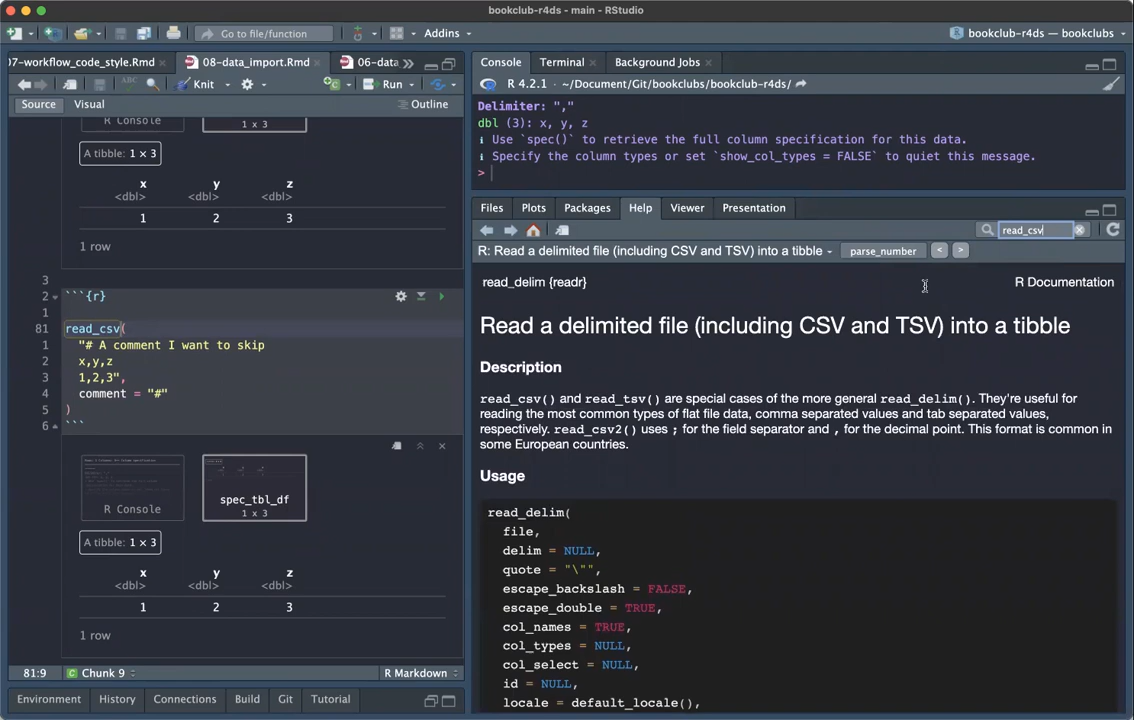 bookclub-r4ds - main - RStudio
Go to file/function
Addins
bookclub-r4ds — bookclubs
07-workflow_code_style.Rmd
08-data_import.Rmd
06-data
Knit
Run
Source
Visual
Outline
R Console
1 x 3
A tibble: 1 × 3
x y z
<dbl> <dbl> <dbl>
1 2 3
1 row
3
2 ```{r}
1
81 read_csv(
1 "# A comment I want to skip
2 x,y,z
3 1,2,3",
4 comment = "#"
5 )
6 ```
R Console
spec_tbl_df
1 x 3
A tibble: 1 × 3
x y z
<dbl> <dbl> <dbl>
1 2 3
1 row
81:9
C Chunk 9
R Markdown
Environment
History
Connections
Build
Git
Tutorial
Console
Terminal
Background Jobs
R 4.2.1 · ~/Document/Git/bookclubs/bookclub-r4ds/
Delimiter: ","
dbl (3): x, y, z
ℹ Use `spec()` to retrieve the full column specification for this data.
ℹ Specify the column types or set `show_col_types = FALSE` to quiet this message.
>
Files
Plots
Packages
Help
Viewer
Presentation
read_csv
R: Read a delimited file (including CSV and TSV) into a tibble
parse_number
< >
read_delim {readr}
R Documentation
Read a delimited file (including CSV and TSV) into a tibble
Description
read_csv() and read_tsv() are special cases of the more general read_delim(). They're useful for
reading the most common types of flat file data, comma separated values and tab separated values,
respectively. read_csv2() uses ; for the field separator and , for the decimal point. This format is common in
some European countries.
Usage
read_delim(
file,
delim = NULL,
quote = "\"",
escape_backslash = FALSE,
escape_double = TRUE,
col_names = TRUE,
col_types = NULL,
col_select = NULL,
id = NULL,
locale = default_locale(),